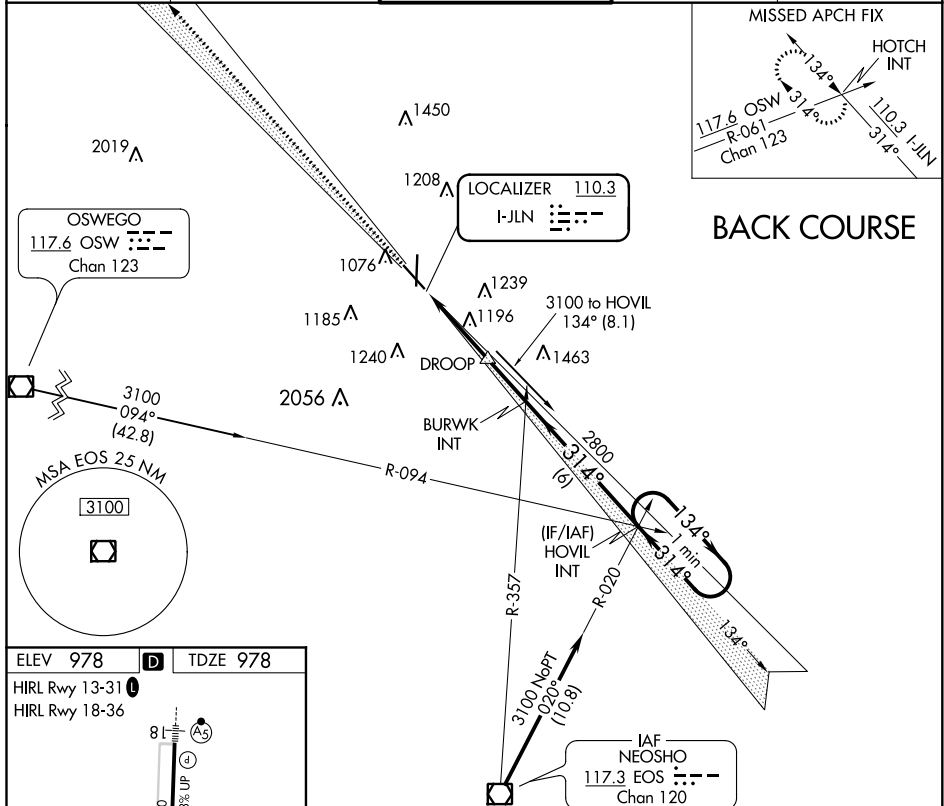 MISSED APCH FIX
HOTCH
INT
134°
314°
117.6 OSW
R-061
Chan 123
110.3 I-JLN
314°
1450
2019
1208
LOCALIZER 110.3
I-JLN
BACK COURSE
OSWEGO
117.6 OSW
Chan 123
1076
1239
1196
1185
3100 to HOVIL
134° (8.1)
1240
DROOP
1463
2056
BURWK
INT
3100
094°
(42.8)
R-094
2800
314°
(6)
MSA EOS 25 NM
3100
(IF/IAF)
HOVIL
INT
134°
1 min
314°
R-357
R-020
134°
3100 NoPT
020°
(10.8)
IAF
NEOSHO
117.3 EOS
Chan 120
ELEV 978 D TDZE 978
HIRL Rwy 13-31 L
HIRL Rwy 18-36
18
A5
d
% UP